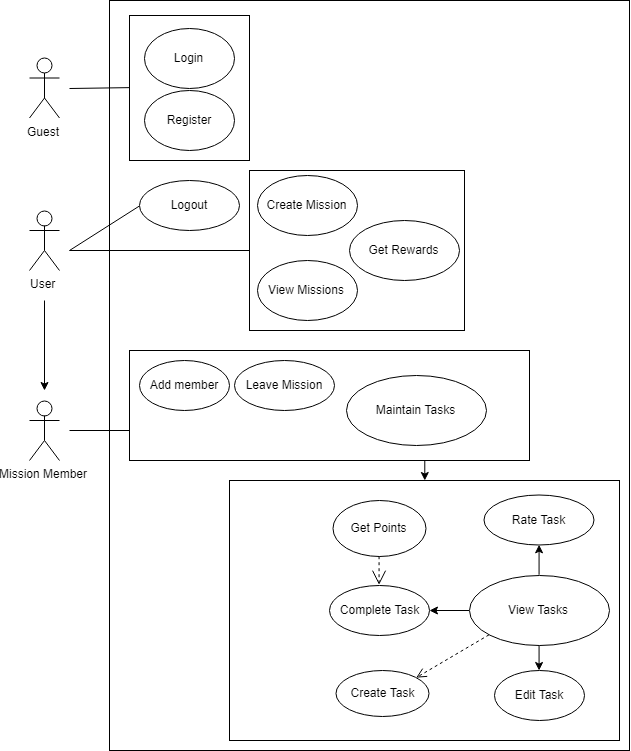 Login
Register
Guest
Logout
Create Mission
Get Rewards
View Missions
User
Add member
Leave Mission
Maintain Tasks
Mission Member
Get Points
Rate Task
Complete Task
View Tasks
Create Task
Edit Task